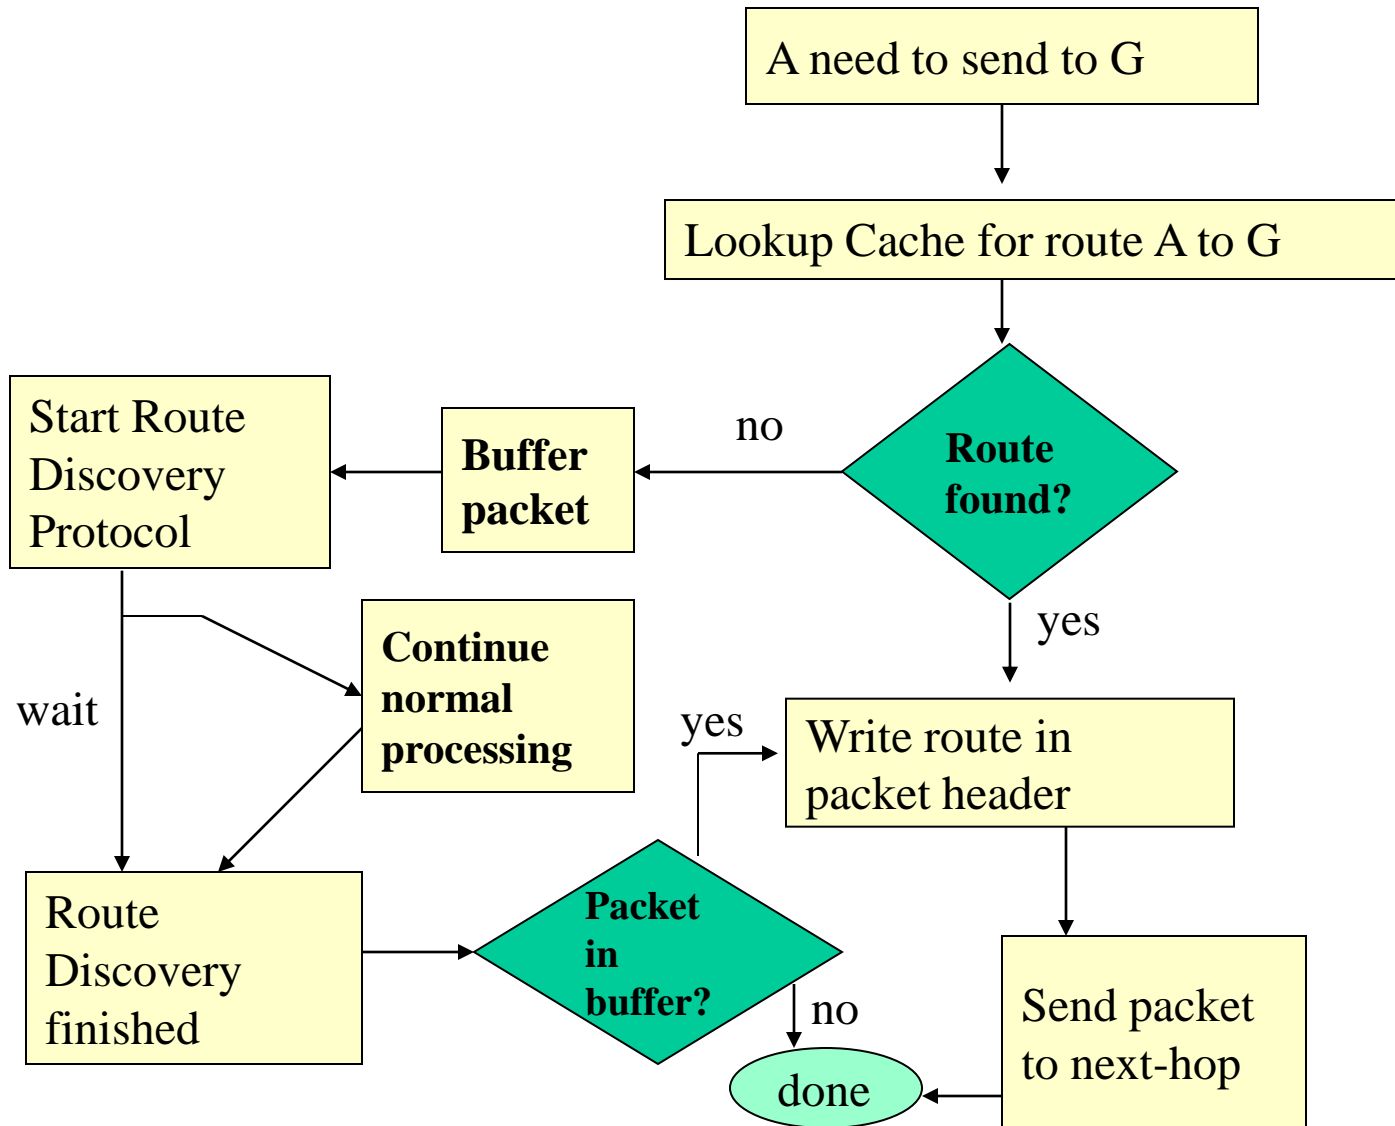 A need to send to G
Lookup Cache for route A to G
Route
found?
no
Buffer
packet
Start Route
Discovery
Protocol
wait
Continue
normal
processing
Route
Discovery
finished
Packet
in
buffer?
yes
no
yes
Write route in
packet header
Send packet
to next-hop
done